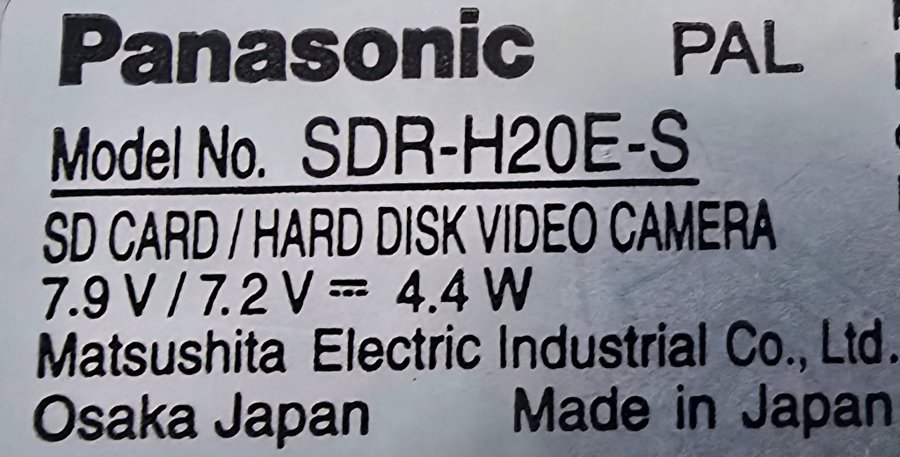 Panasonic PAL
Model No. SDR-H20E-S
SD CARD / HARD DISK VIDEO CAMERA
7.9 V / 7.2 V ⎓ 4.4 W
Matsushita Electric Industrial Co., Ltd.
Osaka Japan Made in Japan